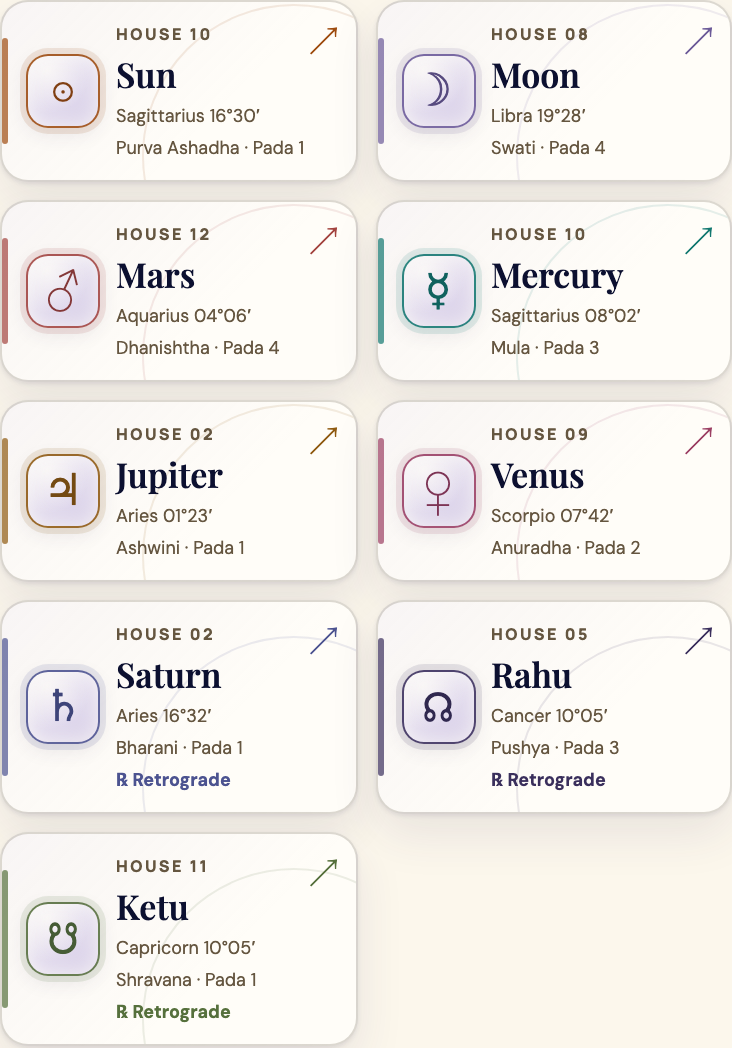 HOUSE 10
Sun
Sagittarius 16°30′
Purva Ashadha · Pada 1
HOUSE 08
Moon
Libra 19°28′
Swati · Pada 4
HOUSE 12
Mars
Aquarius 04°06′
Dhanishtha · Pada 4
HOUSE 10
Mercury
Sagittarius 08°02′
Mula · Pada 3
HOUSE 02
Jupiter
Aries 01°23′
Ashwini · Pada 1
HOUSE 09
Venus
Scorpio 07°42′
Anuradha · Pada 2
HOUSE 02
Saturn
Aries 16°32′
Bharani · Pada 1
℞ Retrograde
HOUSE 05
Rahu
Cancer 10°05′
Pushya · Pada 3
℞ Retrograde
HOUSE 11
Ketu
Capricorn 10°05′
Shravana · Pada 1
℞ Retrograde